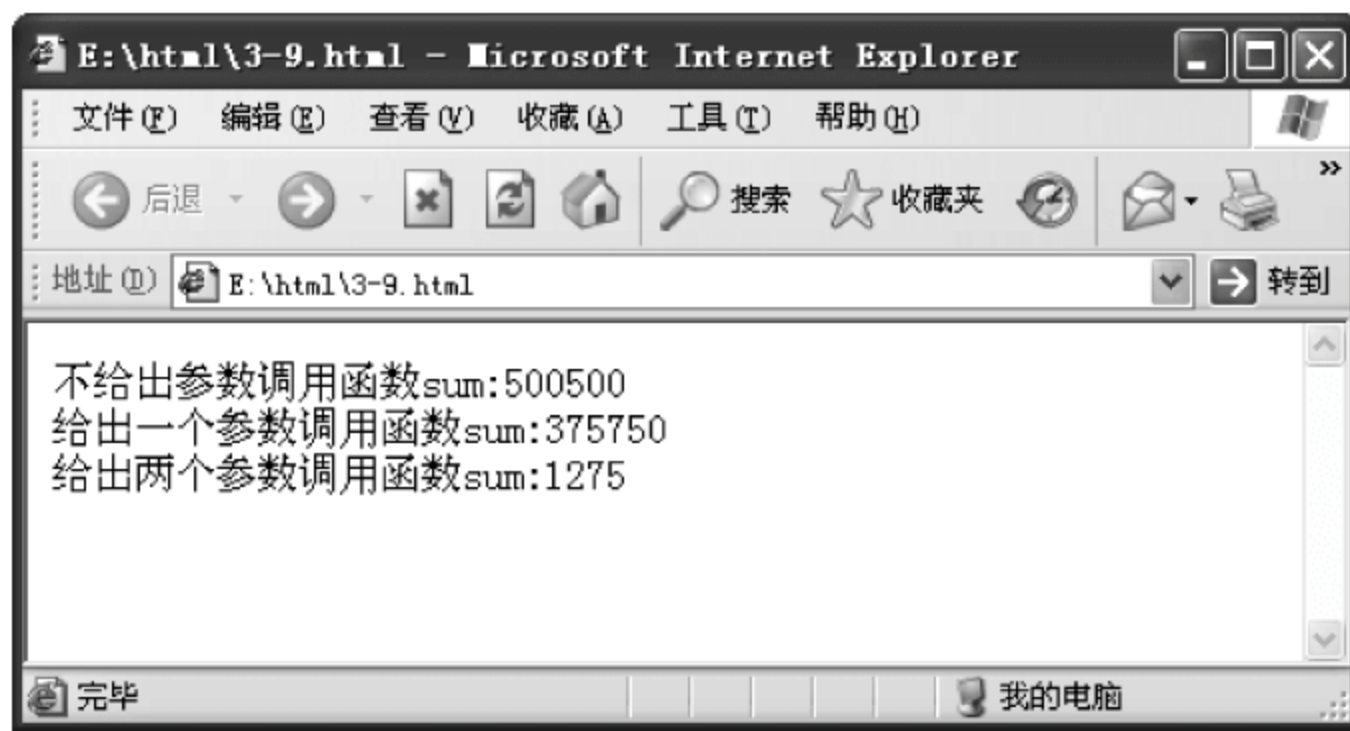 E:\html\3-9.html - Microsoft Internet Explorer
文件(F) 编辑(E) 查看(V) 收藏(A) 工具(T) 帮助(H)
后退 搜索 收藏夹 »
地址(D) E:\html\3-9.html 转到
不给出参数调用函数sum:500500
给出一个参数调用函数sum:375750
给出两个参数调用函数sum:1275
完毕 我的电脑